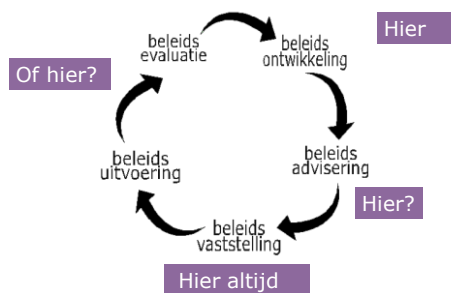 Hier
beleids
evaluatie
beleids
ontwikkeling
Of hier?
beleids
uitvoering
beleids
advisering
Hier?
beleids
vaststelling
Hier altijd